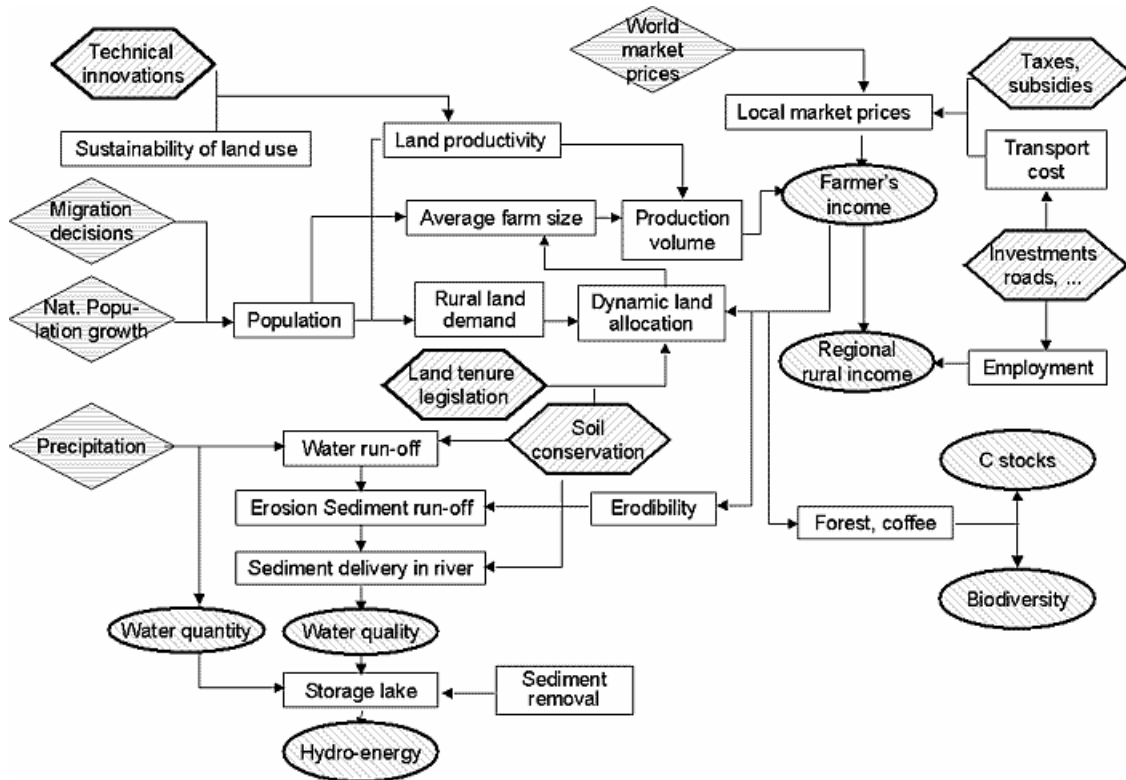 World
market
prices
Technical
innovations
Taxes,
subsidies
Local market prices
Sustainability of land use
Land productivity
Transport
cost
Migration
decisions
Average farm size
Production
volume
Farmer's
income
Investments
roads, ...
Nat. Popu-
lation growth
Population
Rural land
demand
Dynamic land
allocation
Regional
rural income
Employment
Land tenure
legislation
Precipitation
Water run-off
Soil
conservation
C stocks
Erosion Sediment run-off
Erodibility
Forest, coffee
Sediment delivery in river
Biodiversity
Water quantity
Water quality
Storage lake
Sediment
removal
Hydro-energy